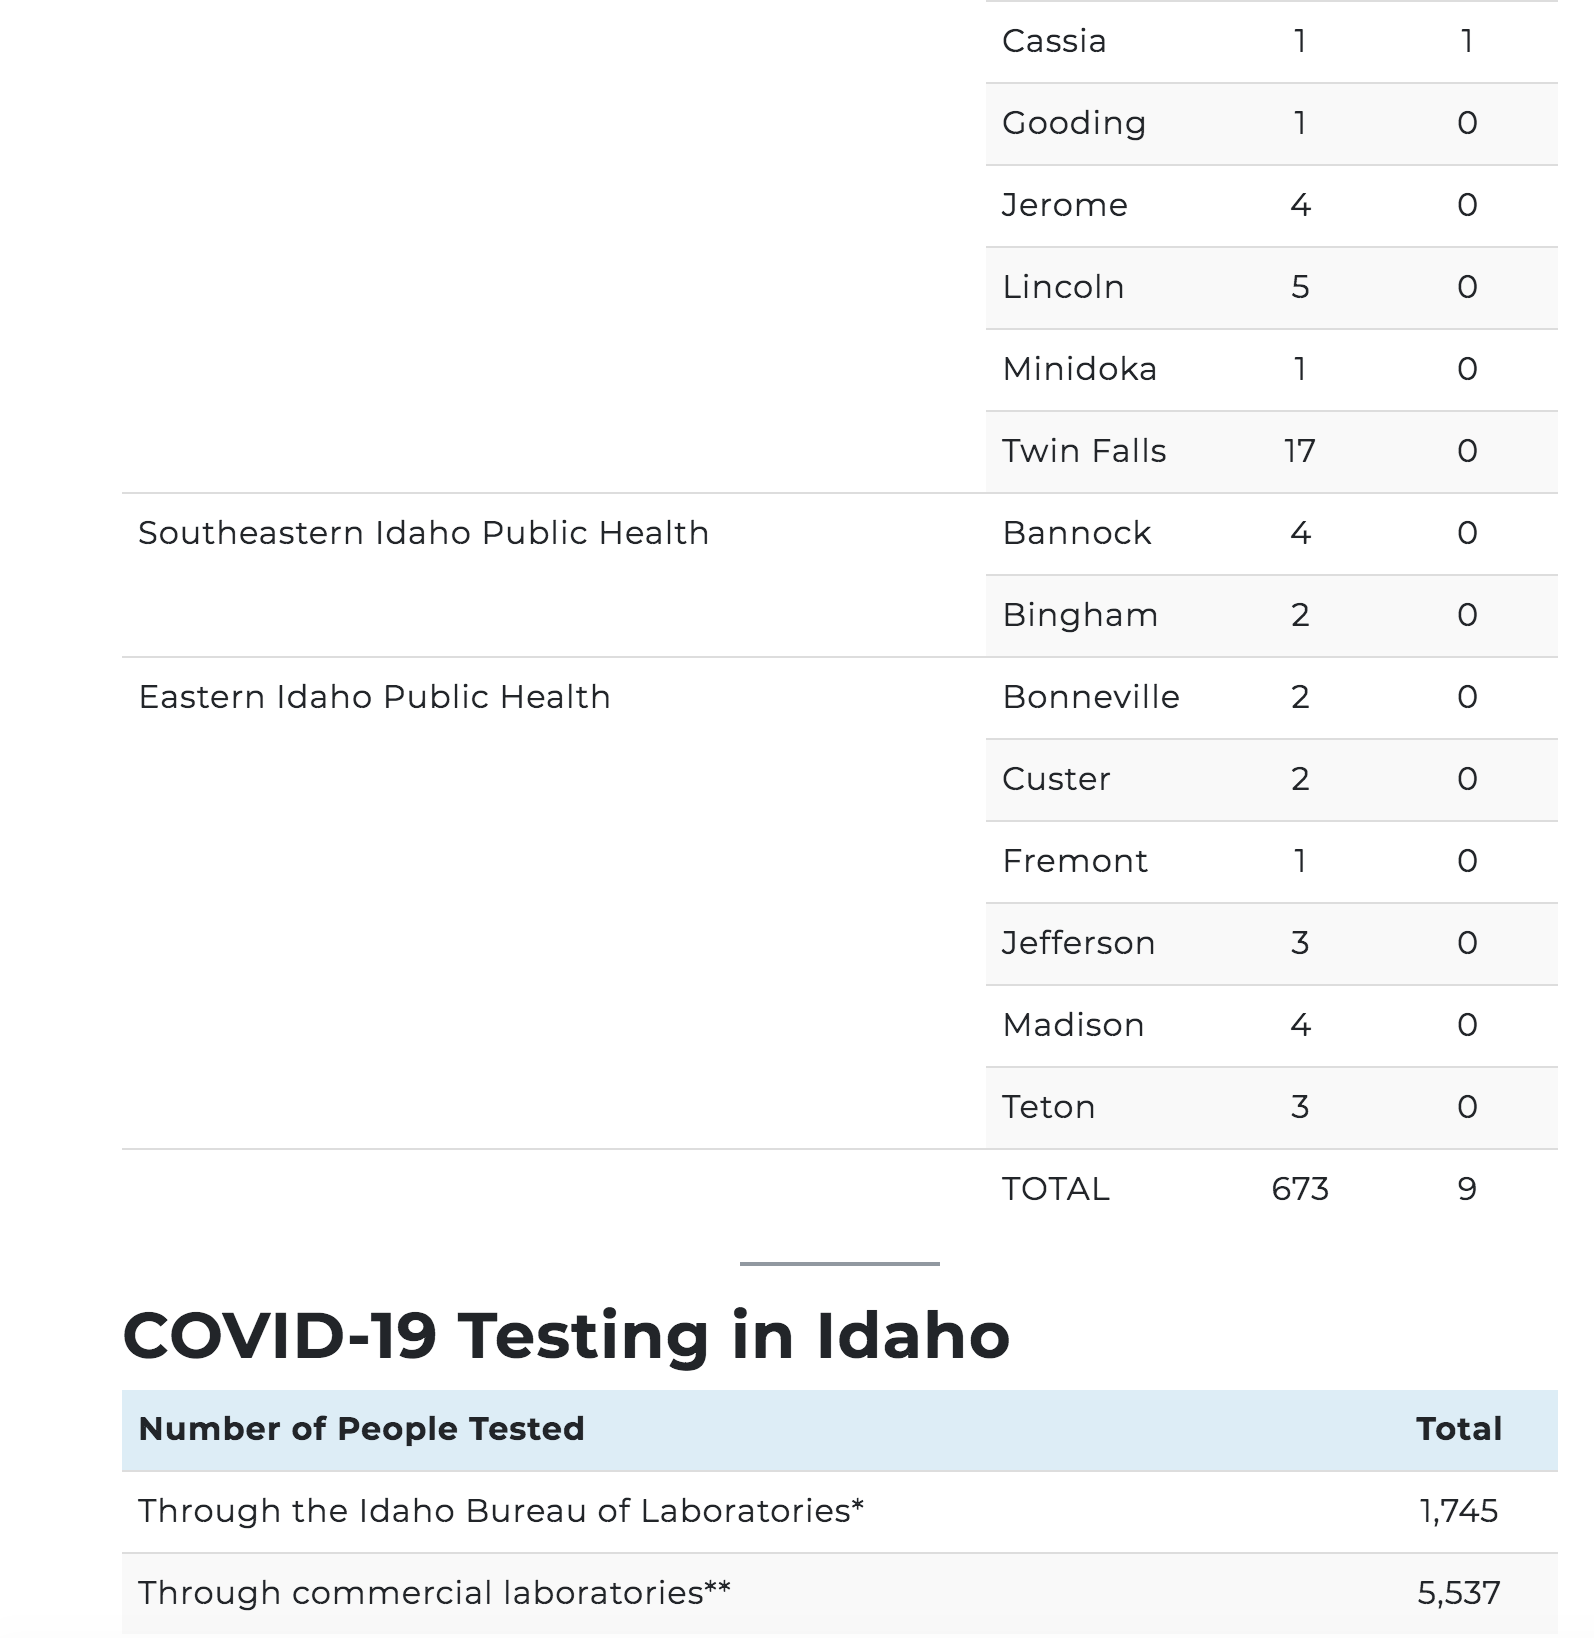 Cassia 1 1
Gooding 1 0
Jerome 4 0
Lincoln 5 0
Minidoka 1 0
Twin Falls 17 0
Southeastern Idaho Public Health Bannock 4 0
Bingham 2 0
Eastern Idaho Public Health Bonneville 2 0
Custer 2 0
Fremont 1 0
Jefferson 3 0
Madison 4 0
Teton 3 0
TOTAL 673 9
COVID-19 Testing in Idaho
Number of People Tested Total
Through the Idaho Bureau of Laboratories* 1,745
Through commercial laboratories** 5,537